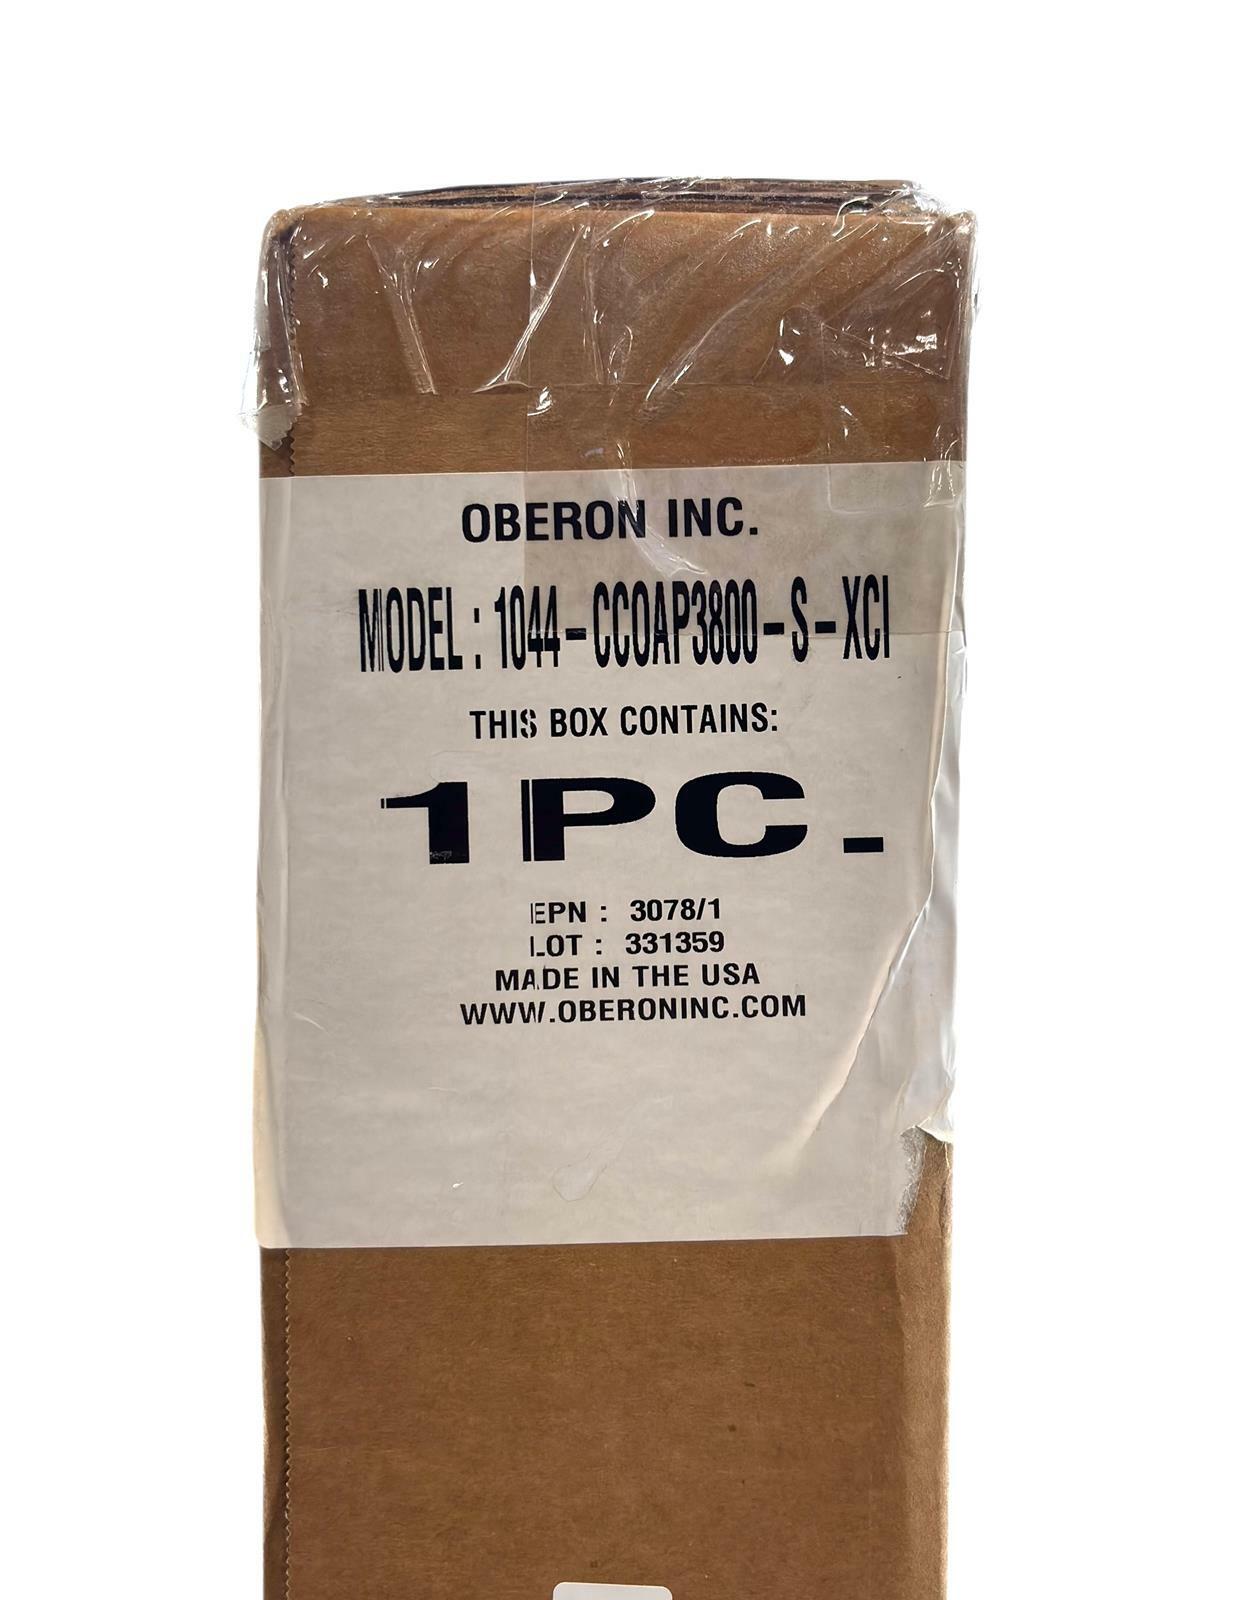 OBERON INC.
MODEL : 1044-CCOAP3800-S-XCI
THIS BOX CONTAINS:
1PC.
EPN : 3078/1
LOT : 331359
MADE IN THE USA
WWW.OBERONINC.COM